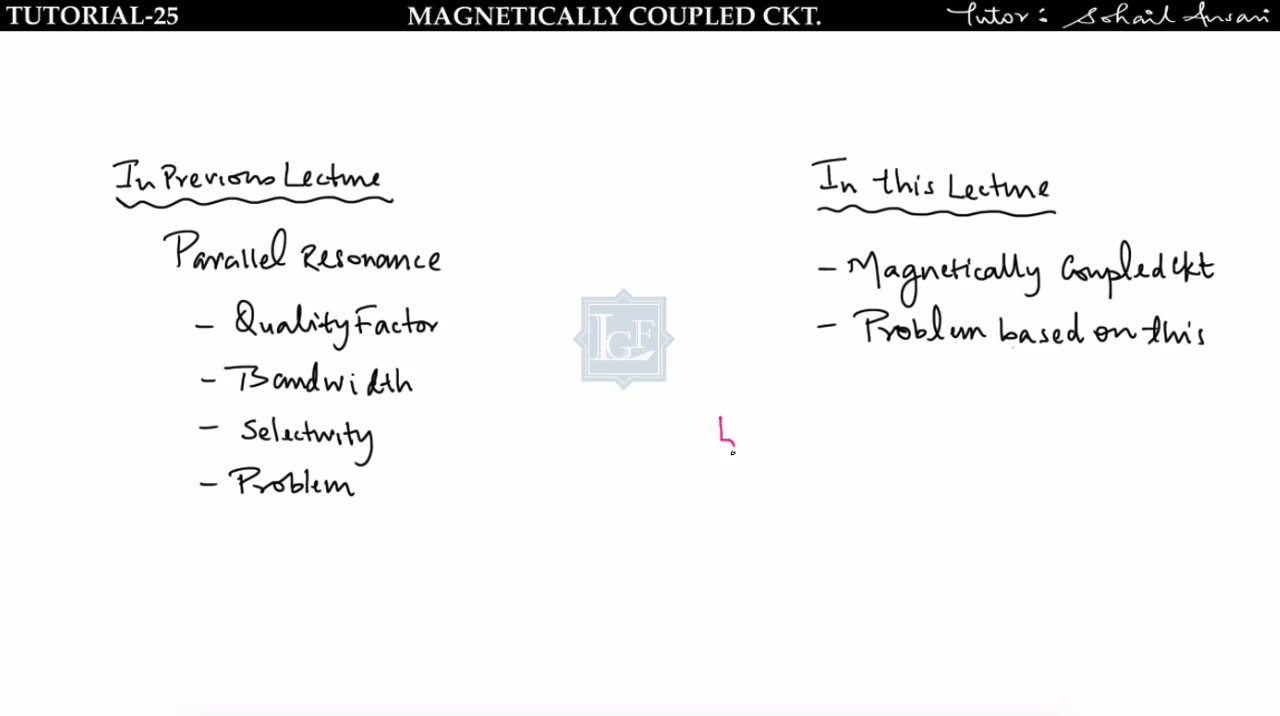 TUTORIAL-25 MAGNETICALLY COUPLED CKT. Tutor: Sohail Ansari
In Previous Lecture
Parallel Resonance
- Quality Factor
- Bandwidth
- Selectivity
- Problem
In this Lecture
- Magnetically Coupled Ckt
- Problem based on this
LGF